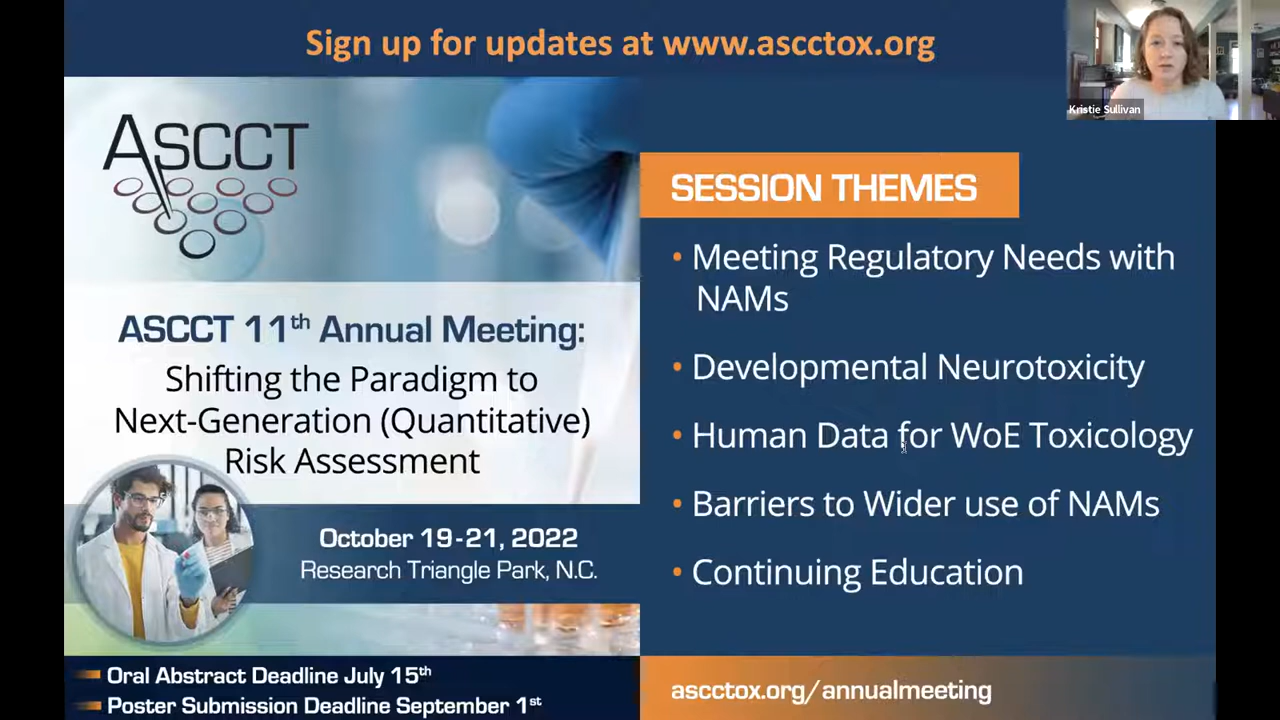 Sign up for updates at www.ascctox.org
Kristie Sullivan
ASCCT
ASCCT 11th Annual Meeting:
Shifting the Paradigm to
Next-Generation (Quantitative)
Risk Assessment
October 19-21, 2022
Research Triangle Park, N.C.
Oral Abstract Deadline July 15th
Poster Submission Deadline September 1st
SESSION THEMES
• Meeting Regulatory Needs with
NAMs
• Developmental Neurotoxicity
• Human Data for WoE Toxicology
• Barriers to Wider use of NAMs
• Continuing Education
ascctox.org/annualmeeting